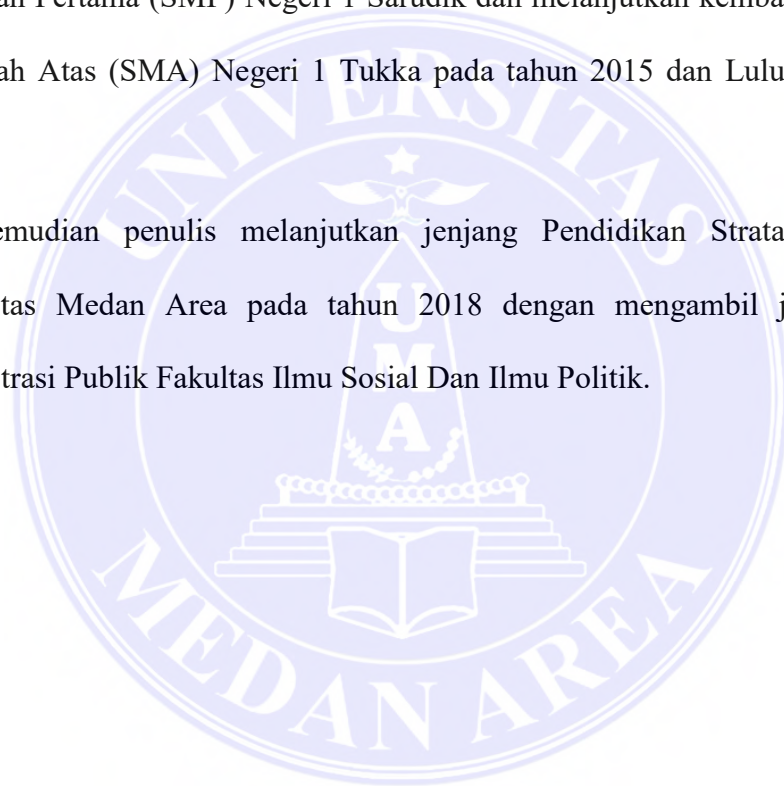 ah Pertama (SMP) Negeri 1 Sarudik dan melanjutkan
ah Atas (SMA) Negeri 1 Tukka pada tahun 2015 dan Lulu
emudian penulis melanjutkan jenjang Pendidikan Strata
tas Medan Area pada tahun 2018 dengan mengambil j
trasi Publik Fakultas Ilmu Sosial Dan Ilmu Politik.
UNIVERSITAS
UMA
MEDAN AREA